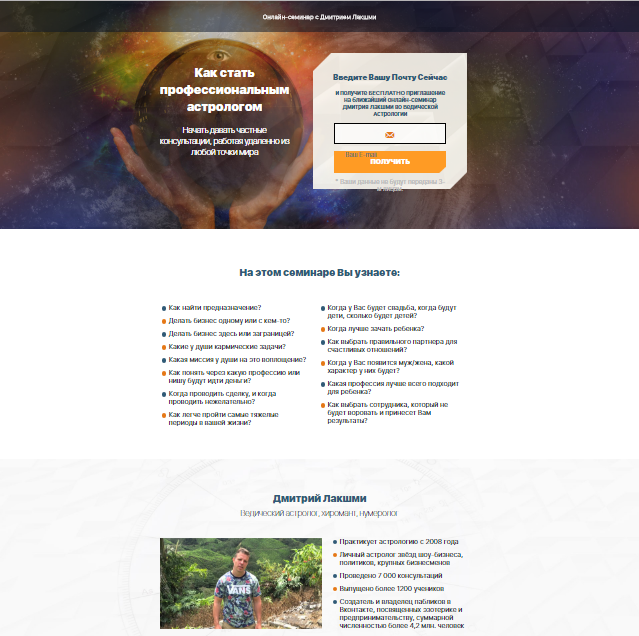 Онлайн-семинар с Дмитрием Лакшми
Как стать
профессиональным
астрологом
Начать давать частные
консультации, работая удаленно из
любой точки мира
Введите Вашу Почту Сейчас
и получите БЕСПЛАТНО приглашение
на ближайший онлайн-семинар
Дмитрия Лакшми по Ведической
Астрологии
Ваш E-mail
ПОЛУЧИТЬ
* Ваши данные не будут переданы 3-
На этом семинаре Вы узнаете:
Как найти предназначение?
Делать бизнес одному или с кем-то?
Делать бизнес здесь или заграницей?
Какие у души кармические задачи?
Какая миссия у души на это воплощение?
Как понять через какую профессию или
нишу будут идти деньги?
Когда проводить сделку, и когда
проводить нежелательно?
Как легче пройти самые тяжелые
периоды в вашей жизни?
Когда у Вас будет свадьба, когда будут
дети, сколько будет детей?
Когда лучше зачать ребенка?
Как выбрать правильного партнера для
счастливых отношений?
Когда у Вас появится муж/жена, какой
характер у них будет?
Какая профессия лучше всего подходит
для ребенка?
Как выбрать сотрудника, который не
будет воровать и принесет Вам
результаты?
Дмитрий Лакшми
Ведический астролог, хиромант, нумеролог
VANS
Практикует астрологию с 2008 года
Личный астролог звёзд шоу-бизнеса,
политиков, крупных бизнесменов
Проведено 7 000 консультаций
Выпущено более 1200 учеников
Создатель и владелец пабликов в
Вконтакте, посвященных эзотерике и
предпринимательству, суммарной
численностью более 4,2 млн. человек